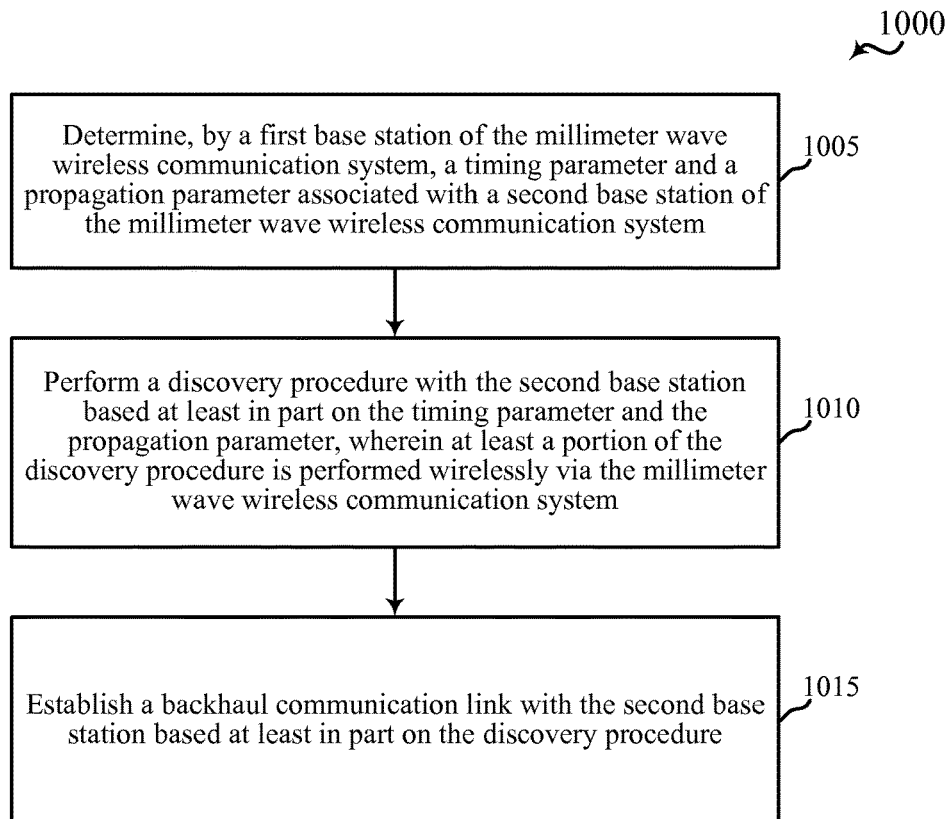 1000
Determine, by a first base station of the millimeter wave
wireless communication system, a timing parameter and a
propagation parameter associated with a second base station of
the millimeter wave wireless communication system
1005
Perform a discovery procedure with the second base station
based at least in part on the timing parameter and the
propagation parameter, wherein at least a portion of the
discovery procedure is performed wirelessly via the millimeter
wave wireless communication system
1010
Establish a backhaul communication link with the second base
station based at least in part on the discovery procedure
1015